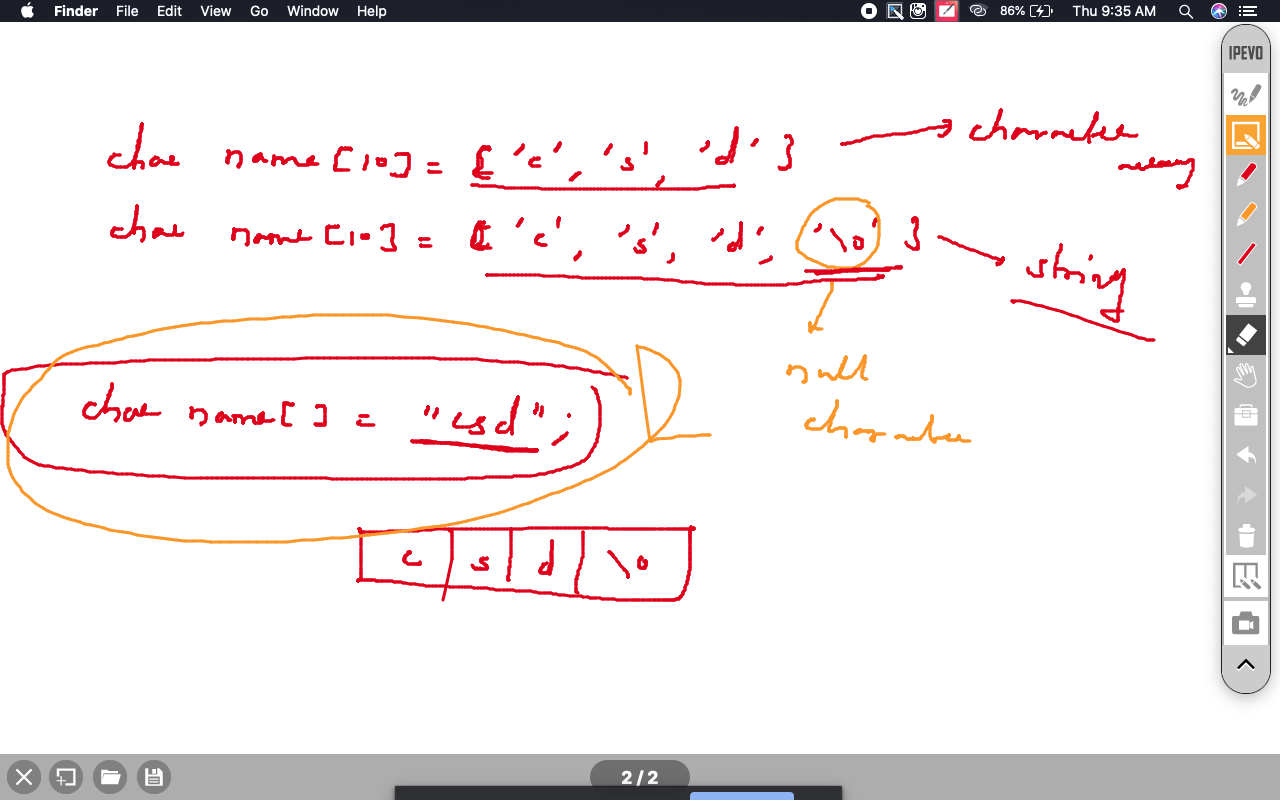 Finder File Edit View Go Window Help 86% Thu 9:35 AM
IPEVO
char name[10] = { 'c', 's', 'd' } character array
char name[10] = { 'c', 's', 'd', '\0' } string
null
character
char name[ ] = "csd";
c s d \0
2 / 2